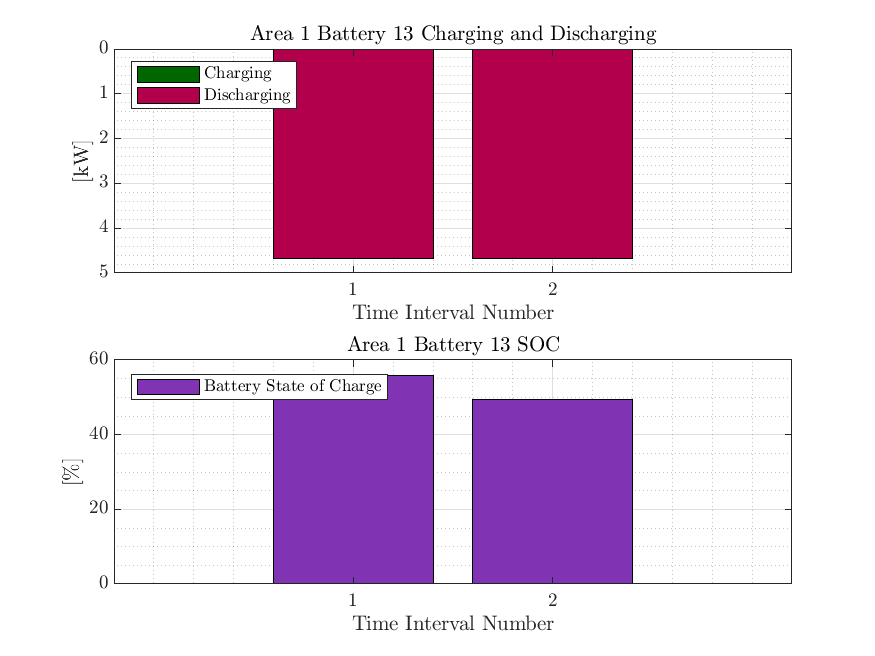 Area 1 Battery 13 Charging and Discharging
0
1
2
3
4
5
[kW]
Charging
Discharging
1 2
Time Interval Number
Area 1 Battery 13 SOC
60
40
20
0
[%]
Battery State of Charge
1 2
Time Interval Number